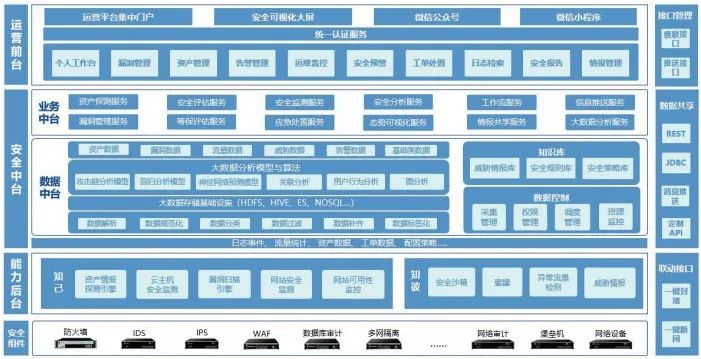 运营前台
运营平台集中门户
安全可视化大屏
微信公众号
微信小程序
统一认证服务
个人工作台
漏洞管理
资产管理
告警管理
运维监控
安全预警
工单处置
日志检索
安全报告
情报管理
接口管理
级联接口
推送接口
安全中台
业务中台
资产探测服务
安全评估服务
安全监测服务
安全分析服务
工作流服务
信息推送服务
漏洞管理服务
等保评估服务
应急处置服务
态势可视化服务
情报共享服务
大数据分析服务
数据中台
资产数据
漏洞数据
流量数据
威胁数据
告警数据
基础类数据
大数据分析模型与算法
攻击链分析模型
回归分析模型
神经网络预测模型
关联分析
用户行为分析
图分析
大数据存储基础设施（HDFS、HIVE、ES、NOSQL...）
数据解析
数据规范化
数据分类
数据过滤
数据补齐
数据标签化
知识库
威胁情报库
安全规则库
安全策略库
数据控制
采集管理
权限管理
调度管理
资源监控
日志事件、流量统计、资产数据、工单数据、配置策略.....
数据共享
REST
JDBC
消息推送
定制API
能力后台
知己
资产情报探测引擎
云主机安全监测
漏洞扫描引擎
网站安全监测
网站可用性监控
知彼
安全沙箱
蜜罐
异常流量检测
威胁情报
联动接口
一键封堵
一键断网
安全组件
防火墙
IDS
IPS
WAF
数据库审计
多网隔离
......
网络审计
堡垒机
网络设备